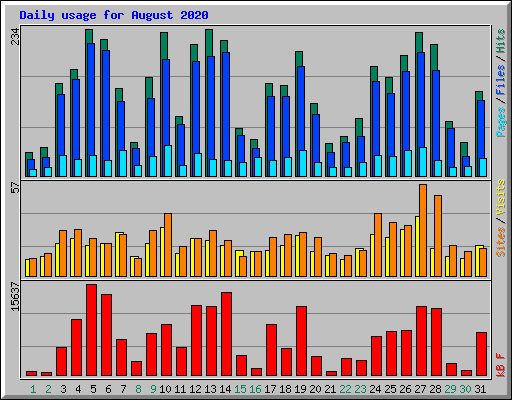 Daily usage for August 2020
234
Pages / Files / Hits
57
Sites / Visits
15637
kB F
1 2 3 4 5 6 7 8 9 10 11 12 13 14 15 16 17 18 19 20 21 22 23 24 25 26 27 28 29 30 31